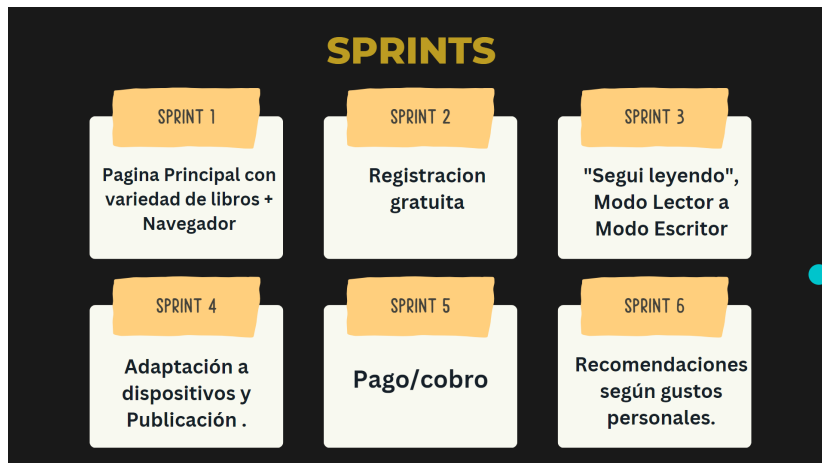 SPRINTS
SPRINT 1
Pagina Principal con
variedad de libros +
Navegador
SPRINT 2
Registracion
gratuita
SPRINT 3
"Segui leyendo",
Modo Lector a
Modo Escritor
SPRINT 4
Adaptación a
dispositivos y
Publicación .
SPRINT 5
Pago/cobro
SPRINT 6
Recomendaciones
según gustos
personales.